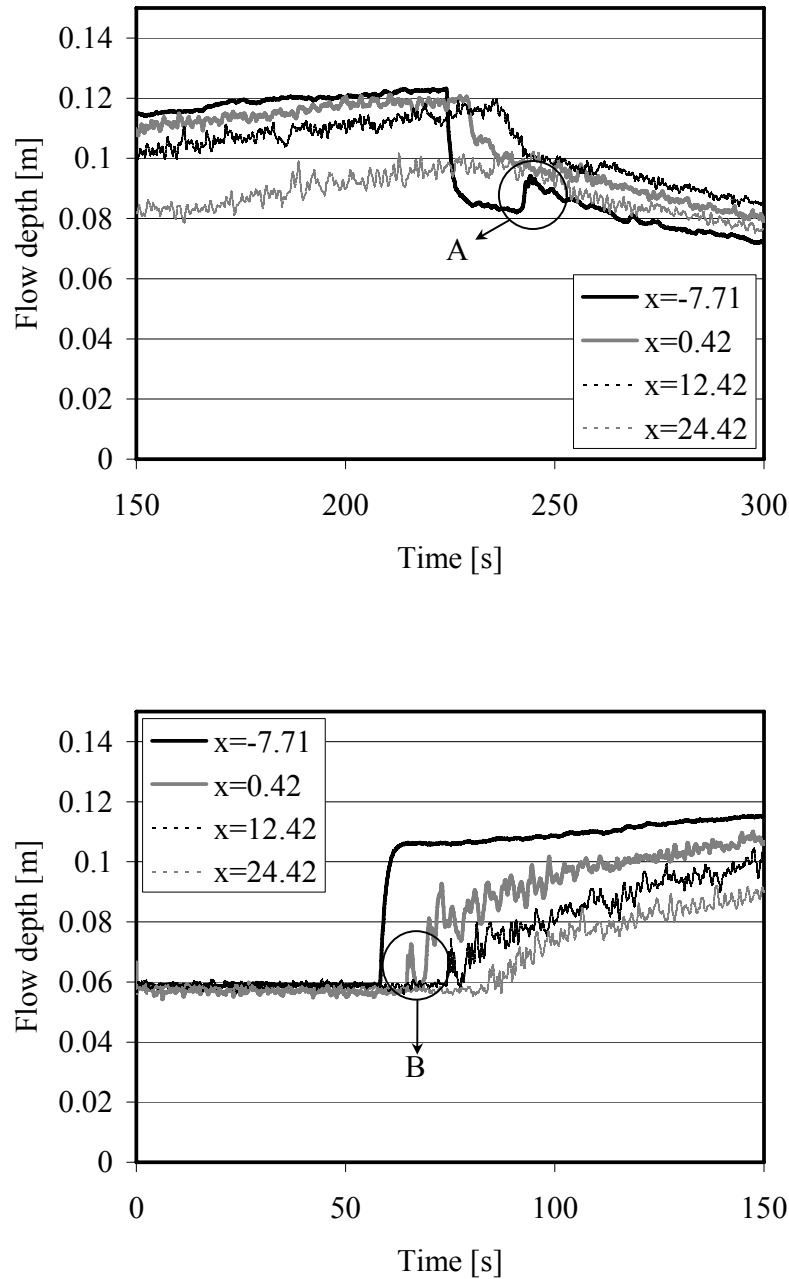 0.14
0.12
0.1
0.08
0.06
0.04
0.02
0
Flow depth [m]
A
x=-7.71
x=0.42
x=12.42
x=24.42
150
200
250
300
Time [s]
0.14
0.12
0.1
0.08
0.06
0.04
0.02
0
Flow depth [m]
x=-7.71
x=0.42
x=12.42
x=24.42
B
0
50
100
150
Time [s]